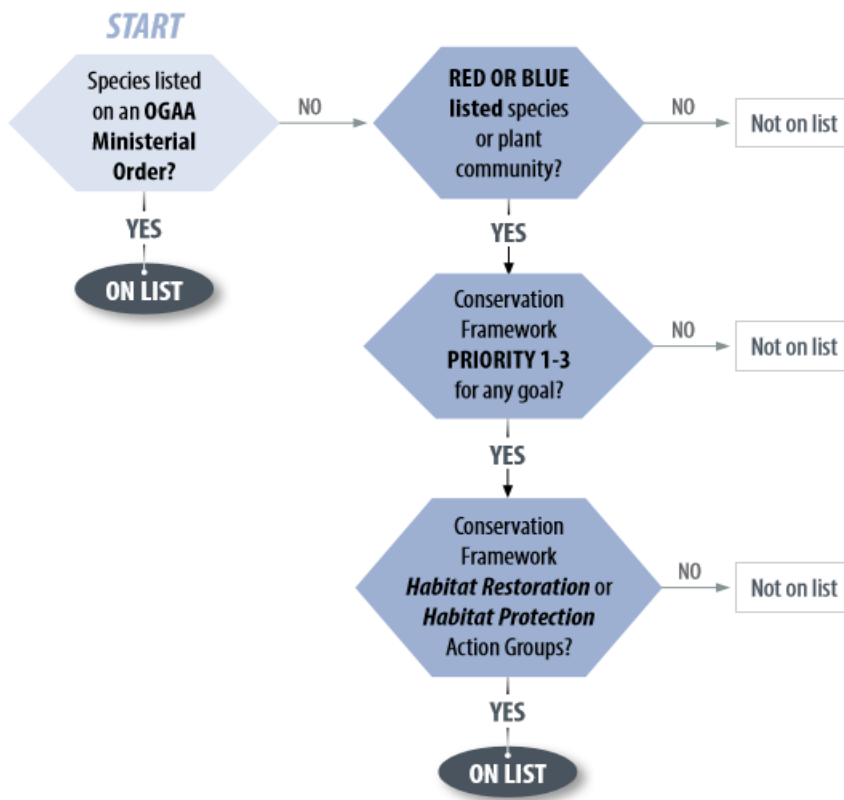 START
Species listed
on an OGAA
Ministerial
Order?
NO
RED OR BLUE
listed species
or plant
community?
NO
Not on list
YES
ON LIST
YES
Conservation
Framework
PRIORITY 1-3
for any goal?
NO
Not on list
YES
Conservation
Framework
Habitat Restoration or
Habitat Protection
Action Groups?
NO
Not on list
YES
ON LIST